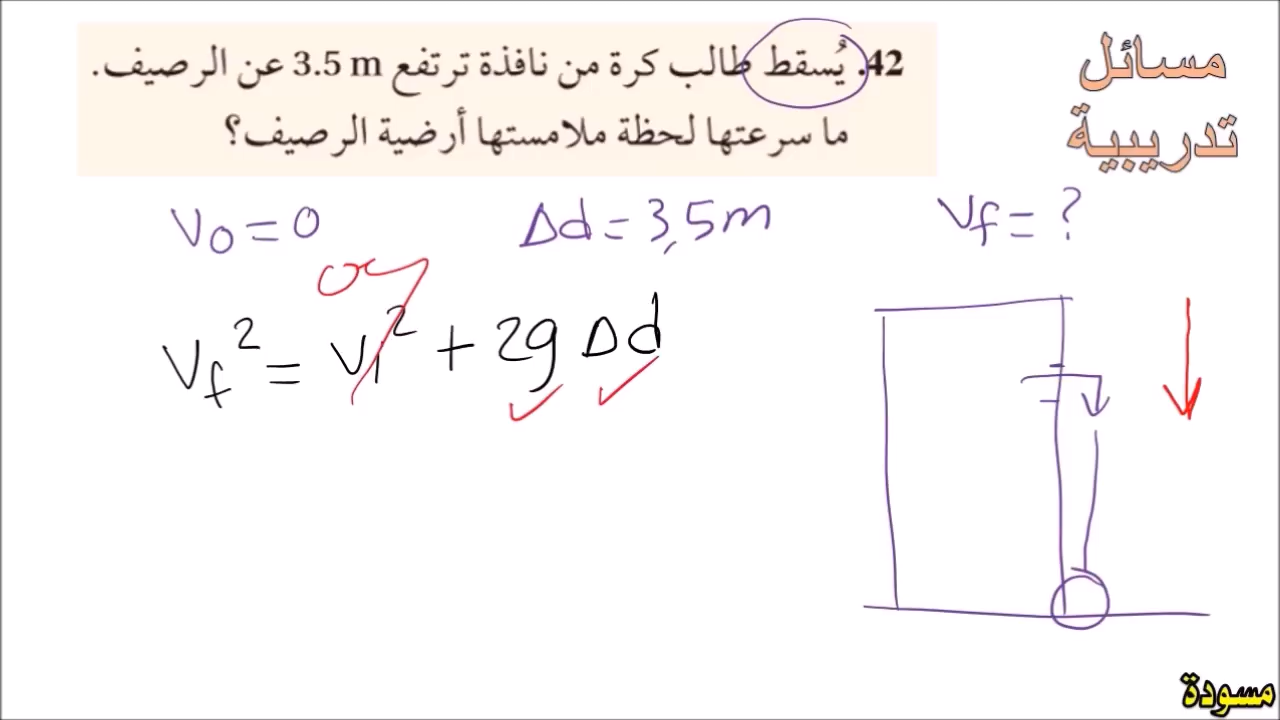 مسائل
تدريبية
42. يُسقط طالب كرة من نافذة ترتفع 3.5 m عن الرصيف.
ما سرعتها لحظة ملامستها أرضية الرصيف؟
V0 = 0 Δd = 3,5m Vf = ?
0
Vf² = Vi² + 2g Δd
مسودة